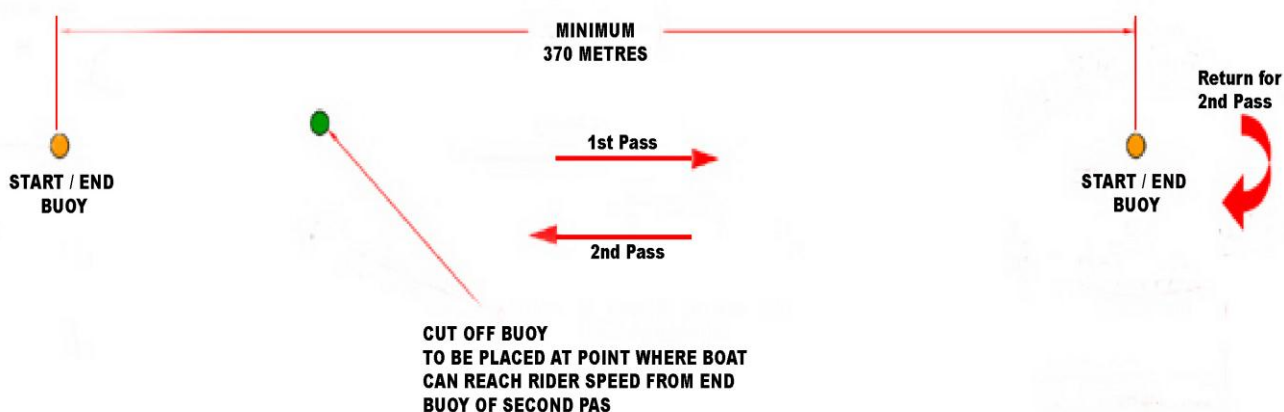 MINIMUM
370 METRES
Return for
2nd Pass
1st Pass
START / END
BUOY
START / END
BUOY
2nd Pass
CUT OFF BUOY
TO BE PLACED AT POINT WHERE BOAT
CAN REACH RIDER SPEED FROM END
BUOY OF SECOND PAS